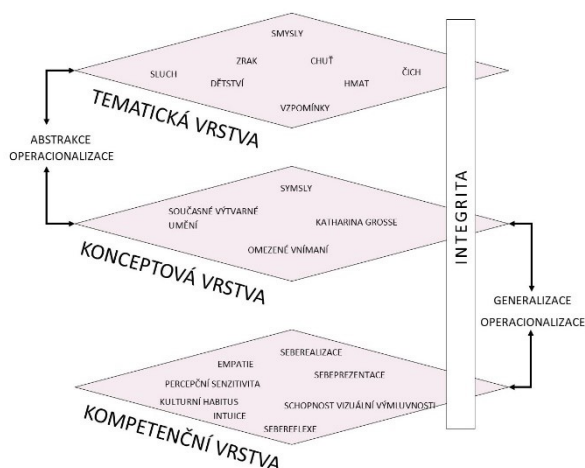 SMYSLY
ZRAK
CHUŤ
SLUCH
ČICH
DĚTSTVÍ
HMAT
VZPOMÍNKY
TEMATICKÁ VRSTVA
ABSTRAKCE
OPERACIONALIZACE
SYMSLY
SOUČASNÉ VÝTVARNÉ
UMĚNÍ
KATHARINA GROSSE
OMEZENÉ VNÍMANÍ
KONCEPTOVÁ VRSTVA
INTEGRITA
GENERALIZACE
OPERACIONALIZACE
SEBEREALIZACE
EMPATIE
SEBEPREZENTACE
PERCEPČNÍ SENZITIVITA
KULTURNÍ HABITUS
SCHOPNOST VIZUÁLNÍ VÝMLUVNOSTI
INTUICE
SEBEREFLEXE
KOMPETENČNÍ VRSTVA